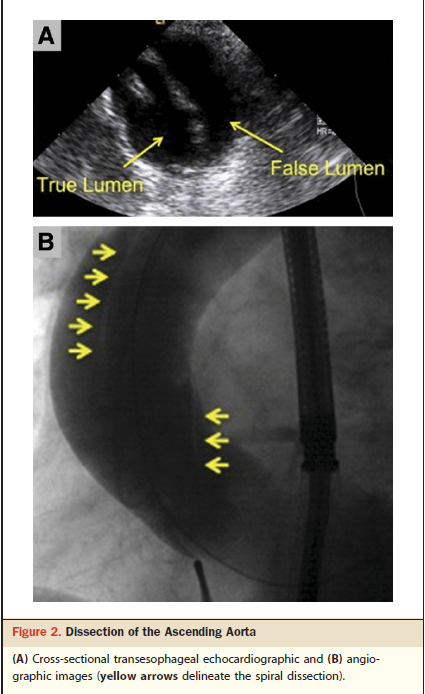 A
True Lumen
False Lumen
HR=
B
Figure 2. Dissection of the Ascending Aorta
(A) Cross-sectional transesophageal echocardiographic and (B) angio-
graphic images (yellow arrows delineate the spiral dissection).